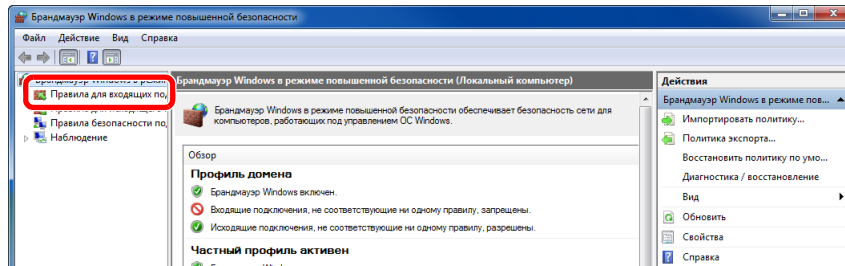 Брандмауэр Windows в режиме повышенной безопасности
Файл Действие Вид Справка
Брандмауэр Windows в режи
Правила для входящих по
Правила безопасности по
Наблюдение
Брандмауэр Windows в режиме повышенной безопасности (Локальный компьютер)
Брандмауэр Windows в режиме повышенной безопасности обеспечивает безопасность сети для
компьютеров, работающих под управлением ОС Windows.
Обзор
Профиль домена
Брандмауэр Windows включен.
Входящие подключения, не соответствующие ни одному правилу, запрещены.
Исходящие подключения, не соответствующие ни одному правилу, разрешены.
Частный профиль активен
Действия
Брандмауэр Windows в режиме пов...
Импортировать политику...
Политика экспорта...
Восстановить политику по умо...
Диагностика / восстановление
Вид
Обновить
Свойства
Справка